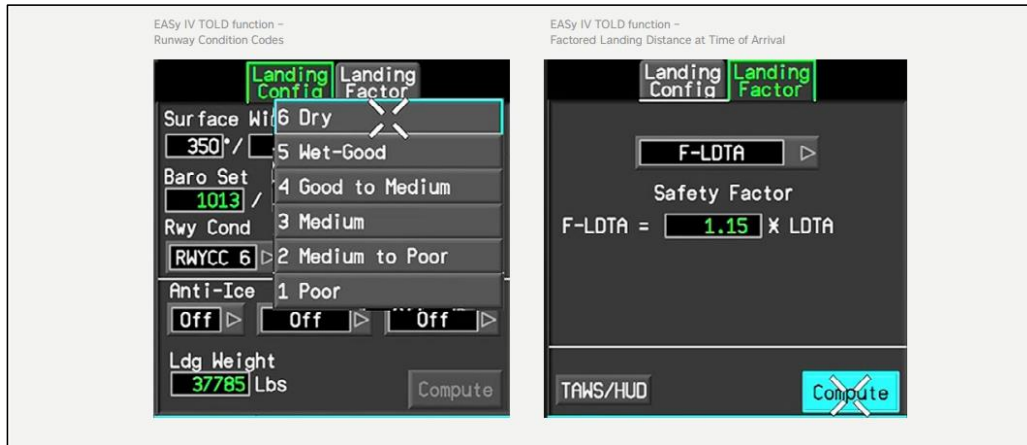 EASy IV TOLD function –
Runway Condition Codes
Landing Config
Landing Factor
Surface Wi
6 Dry
350°/
5 Wet-Good
Baro Set
4 Good to Medium
1013 /
Rwy Cond
3 Medium
RWYCC 6
2 Medium to Poor
Anti-Ice
1 Poor
Off
Off
Off
Ldg Weight
37785 Lbs
Compute
EASy IV TOLD function –
Factored Landing Distance at Time of Arrival
Landing Config
Landing Factor
F-LDTA
Safety Factor
F-LDTA = 1.15 X LDTA
TAWS/HUD
Compute